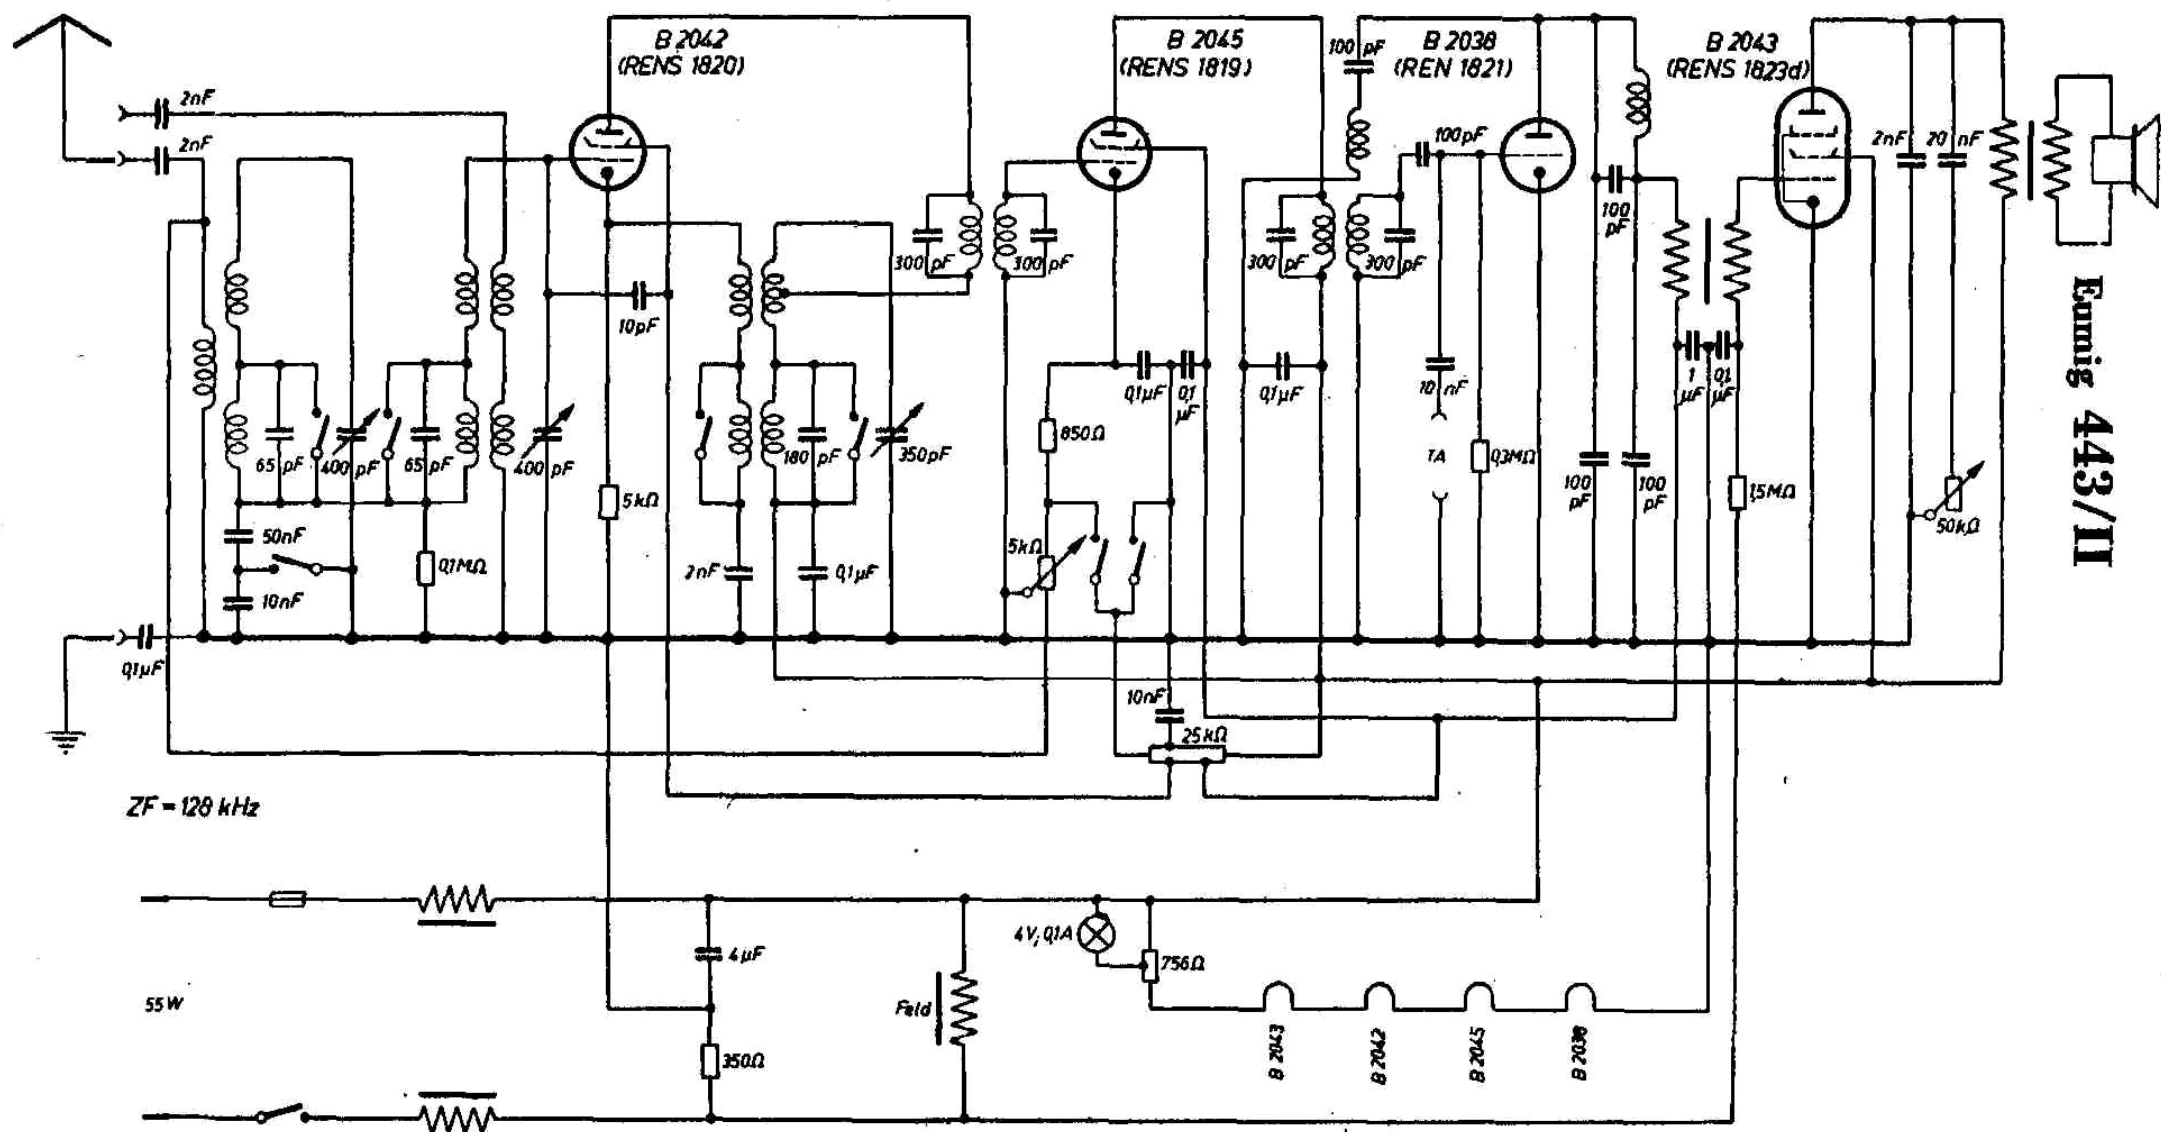 B 2042
(RENS 1820)
B 2045
(RENS 1819)
100 pF
B 2038
(REN 1821)
B 2043
(RENS 1823d)
2nF
2nF
100pF
2nF
20 nF
10pF
300 pF
300 pF
300 pF
300 pF
100
pF
0,1µF
0,1
µF
0,1µF
10 nF
1
µF
0,1
µF
65 pF
400 pF
65 pF
400 pF
180 pF
350pF
850Ω
TA
0,3MΩ
100
pF
100
pF
1,5MΩ
50kΩ
5kΩ
50nF
0,1MΩ
10nF
2nF
0,1µF
5kΩ
0,1µF
10nF
25kΩ
ZF = 128 kHz
Eumig 443/II
4µF
4V; 0,1A
756Ω
55W
Feld
350Ω
B 2043
B 2042
B 2045
B 2038